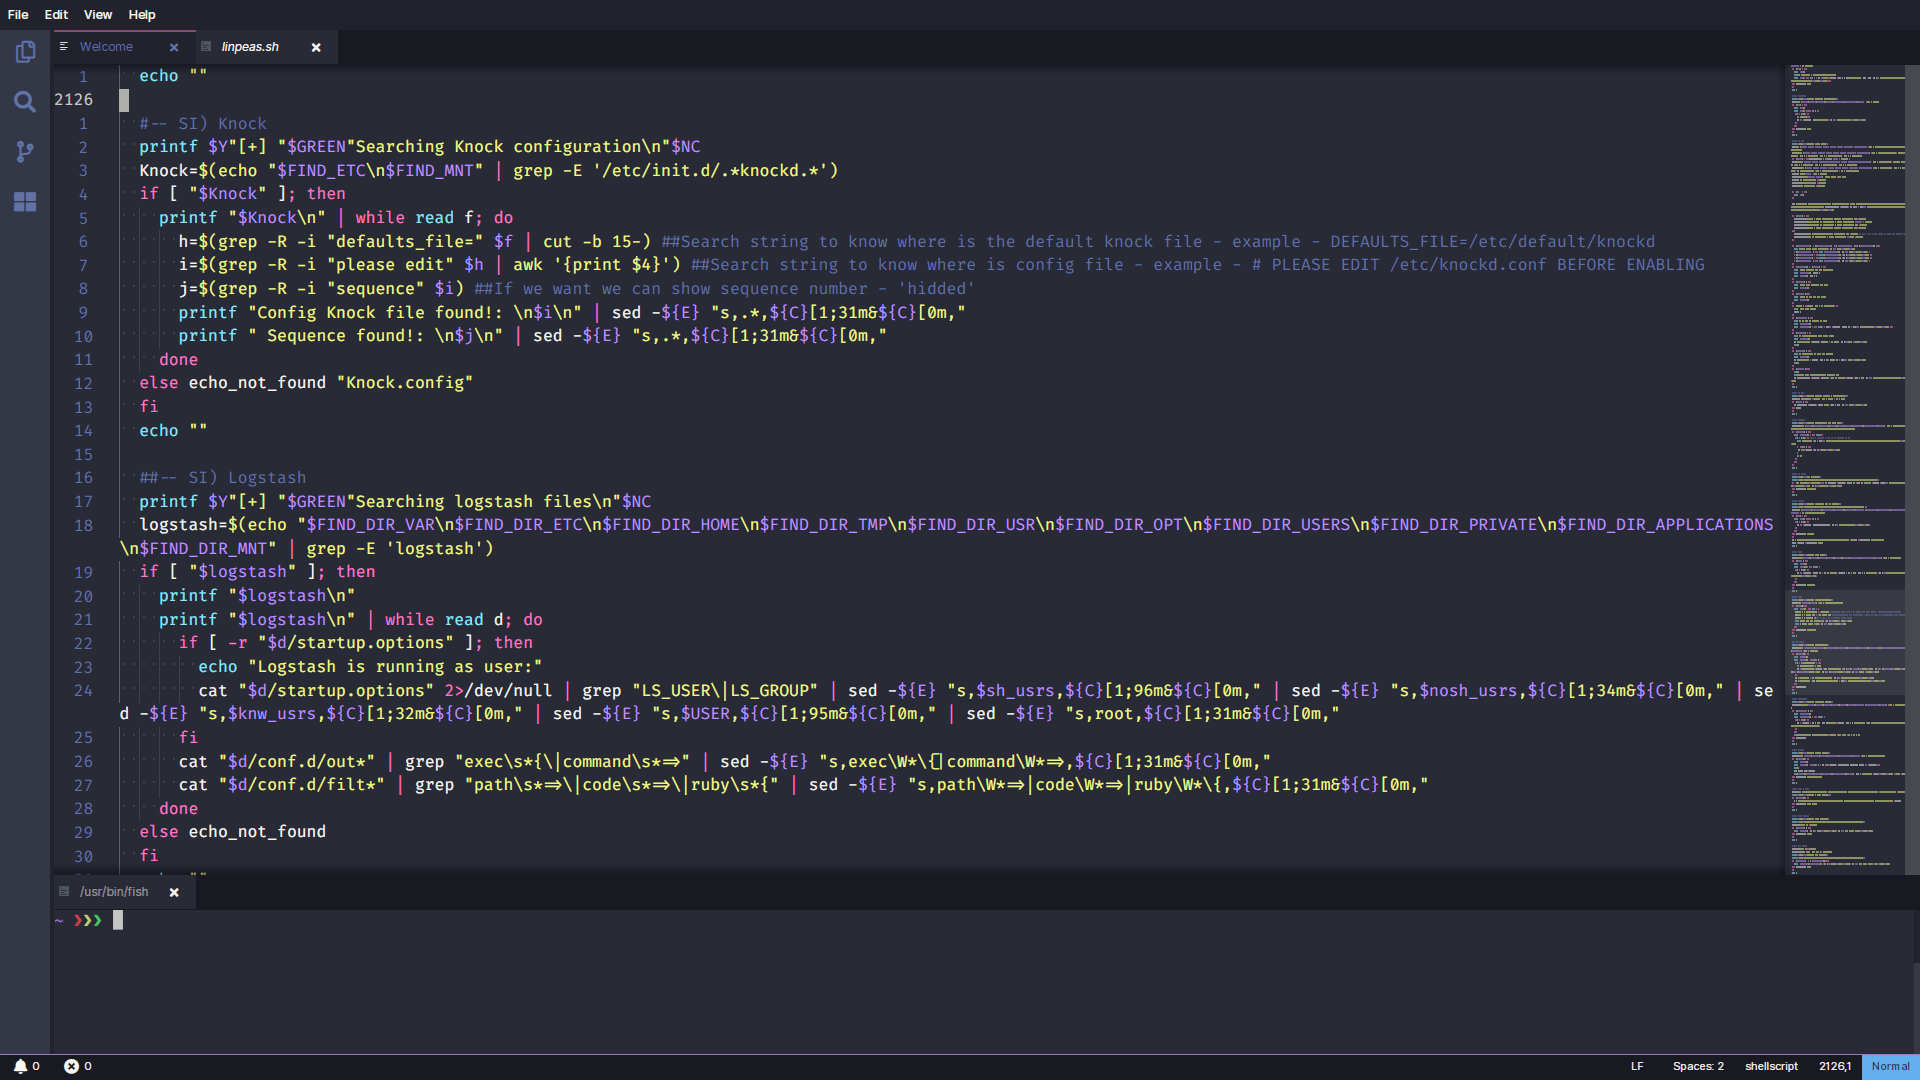 File Edit View Help
Welcome × linpeas.sh ×
1 echo ""
2126
1 #-- SI) Knock
2 printf $Y"[+] "$GREEN"Searching Knock configuration\n"$NC
3 Knock=$(echo "$FIND_ETC\n$FIND_MNT" | grep -E '/etc/init.d/.*knockd.*')
4 if [ "$Knock" ]; then
5 printf "$Knock\n" | while read f; do
6 h=$(grep -R -i "defaults_file=" $f | cut -b 15-) ##Search string to know where is the default knock file - example - DEFAULTS_FILE=/etc/default/knockd
7 i=$(grep -R -i "please edit" $h | awk '{print $4}') ##Search string to know where is config file - example - # PLEASE EDIT /etc/knockd.conf BEFORE ENABLING
8 j=$(grep -R -i "sequence" $i) ##If we want we can show sequence number - 'hidded'
9 printf "Config Knock file found!: \n$i\n" | sed -${E} "s,.*,${C}[1;31m&${C}[0m,"
10 printf " Sequence found!: \n$j\n" | sed -${E} "s,.*,${C}[1;31m&${C}[0m,"
11 done
12 else echo_not_found "Knock.config"
13 fi
14 echo ""
15
16 ##-- SI) Logstash
17 printf $Y"[+] "$GREEN"Searching logstash files\n"$NC
18 logstash=$(echo "$FIND_DIR_VAR\n$FIND_DIR_ETC\n$FIND_DIR_HOME\n$FIND_DIR_TMP\n$FIND_DIR_USR\n$FIND_DIR_OPT\n$FIND_DIR_USERS\n$FIND_DIR_PRIVATE\n$FIND_DIR_APPLICATIONS
\n$FIND_DIR_MNT" | grep -E 'logstash')
19 if [ "$logstash" ]; then
20 printf "$logstash\n"
21 printf "$logstash\n" | while read d; do
22 if [ -r "$d/startup.options" ]; then
23 echo "Logstash is running as user:"
24 cat "$d/startup.options" 2>/dev/null | grep "LS_USER\|LS_GROUP" | sed -${E} "s,$sh_usrs,${C}[1;96m&${C}[0m," | sed -${E} "s,$nosh_usrs,${C}[1;34m&${C}[0m," | se
d -${E} "s,$knw_usrs,${C}[1;32m&${C}[0m," | sed -${E} "s,$USER,${C}[1;95m&${C}[0m," | sed -${E} "s,root,${C}[1;31m&${C}[0m,"
25 fi
26 cat "$d/conf.d/out*" | grep "exec\s*{\|command\s*=>" | sed -${E} "s,exec\W*\{|command\W*=>,${C}[1;31m&${C}[0m,"
27 cat "$d/conf.d/filt*" | grep "path\s*=>\|code\s*=>\|ruby\s*{" | sed -${E} "s,path\W*=>|code\W*=>|ruby\W*\{,${C}[1;31m&${C}[0m,"
28 done
29 else echo_not_found
30 fi
/usr/bin/fish ×
~ ❯❯❯
0 0 LF Spaces: 2 shellscript 2126,1 Normal